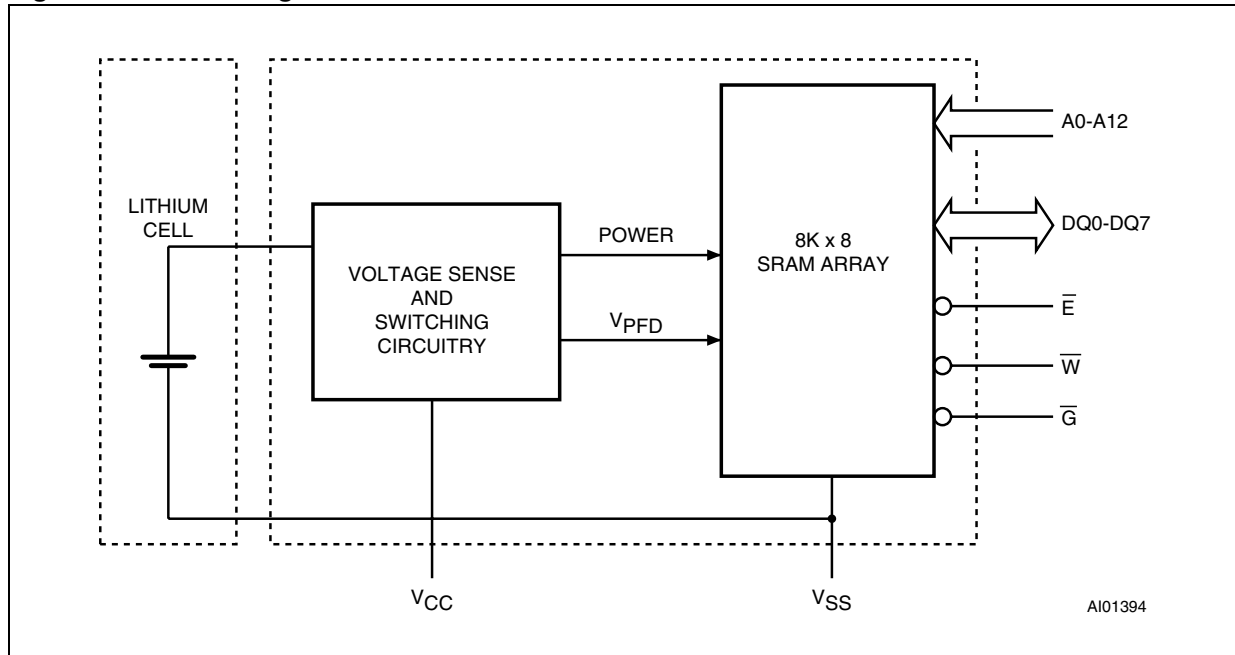 LITHIUM
CELL
VOLTAGE SENSE
AND
SWITCHING
CIRCUITRY
POWER
VPFD
8K x 8
SRAM ARRAY
A0-A12
DQ0-DQ7
E̅
W̅
G̅
VCC
VSS
AI01394